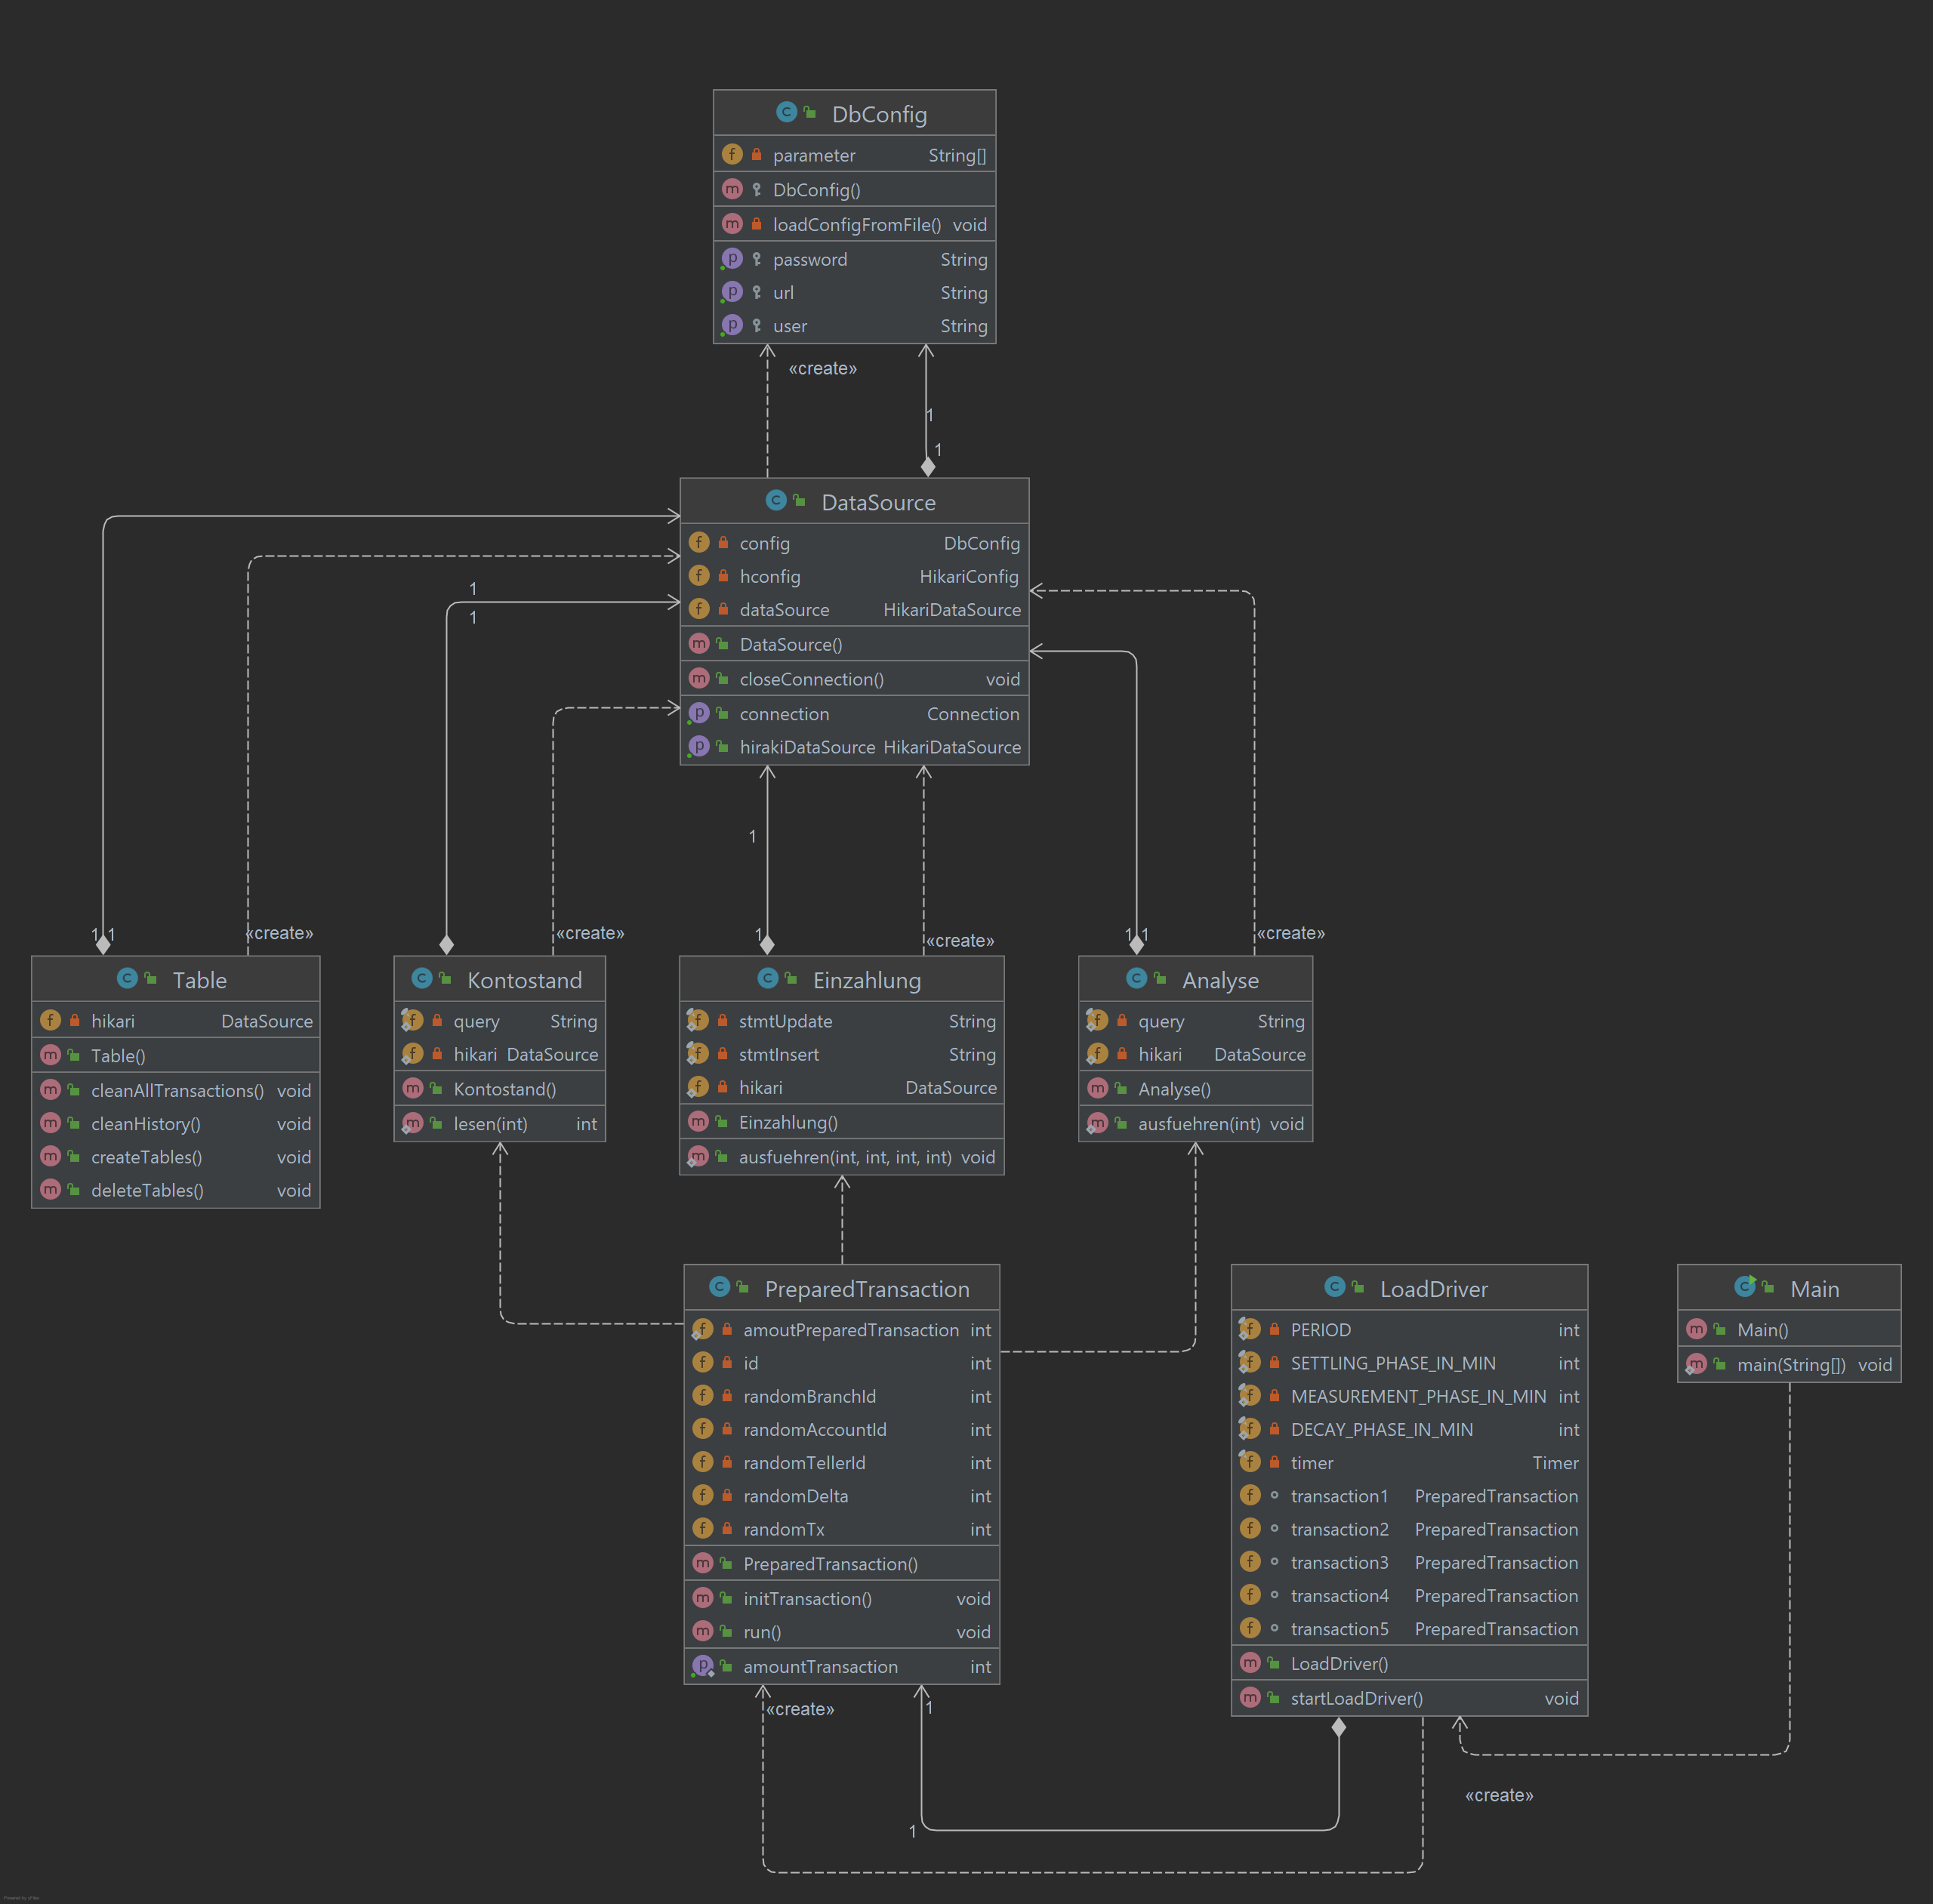 DbConfig
parameter String[]
DbConfig()
loadConfigFromFile() void
password String
url String
user String
«create»
1
1
DataSource
config DbConfig
hconfig HikariConfig
dataSource HikariDataSource
DataSource()
closeConnection() void
connection Connection
hirakiDataSource HikariDataSource
1
1
1
1 1
«create»
«create»
1
«create»
1 1
«create»
Table
hikari DataSource
Table()
cleanAllTransactions() void
cleanHistory() void
createTables() void
deleteTables() void
Kontostand
query String
hikari DataSource
Kontostand()
lesen(int) int
Einzahlung
stmtUpdate String
stmtInsert String
hikari DataSource
Einzahlung()
ausfuehren(int, int, int, int) void
Analyse
query String
hikari DataSource
Analyse()
ausfuehren(int) void
PreparedTransaction
amoutPreparedTransaction int
id int
randomBranchId int
randomAccountId int
randomTellerId int
randomDelta int
randomTx int
PreparedTransaction()
initTransaction() void
run() void
amountTransaction int
LoadDriver
PERIOD int
SETTLING_PHASE_IN_MIN int
MEASUREMENT_PHASE_IN_MIN int
DECAY_PHASE_IN_MIN int
timer Timer
transaction1 PreparedTransaction
transaction2 PreparedTransaction
transaction3 PreparedTransaction
transaction4 PreparedTransaction
transaction5 PreparedTransaction
LoadDriver()
startLoadDriver() void
Main
Main()
main(String[]) void
«create»
1
«create»
1
Powered by yFiles